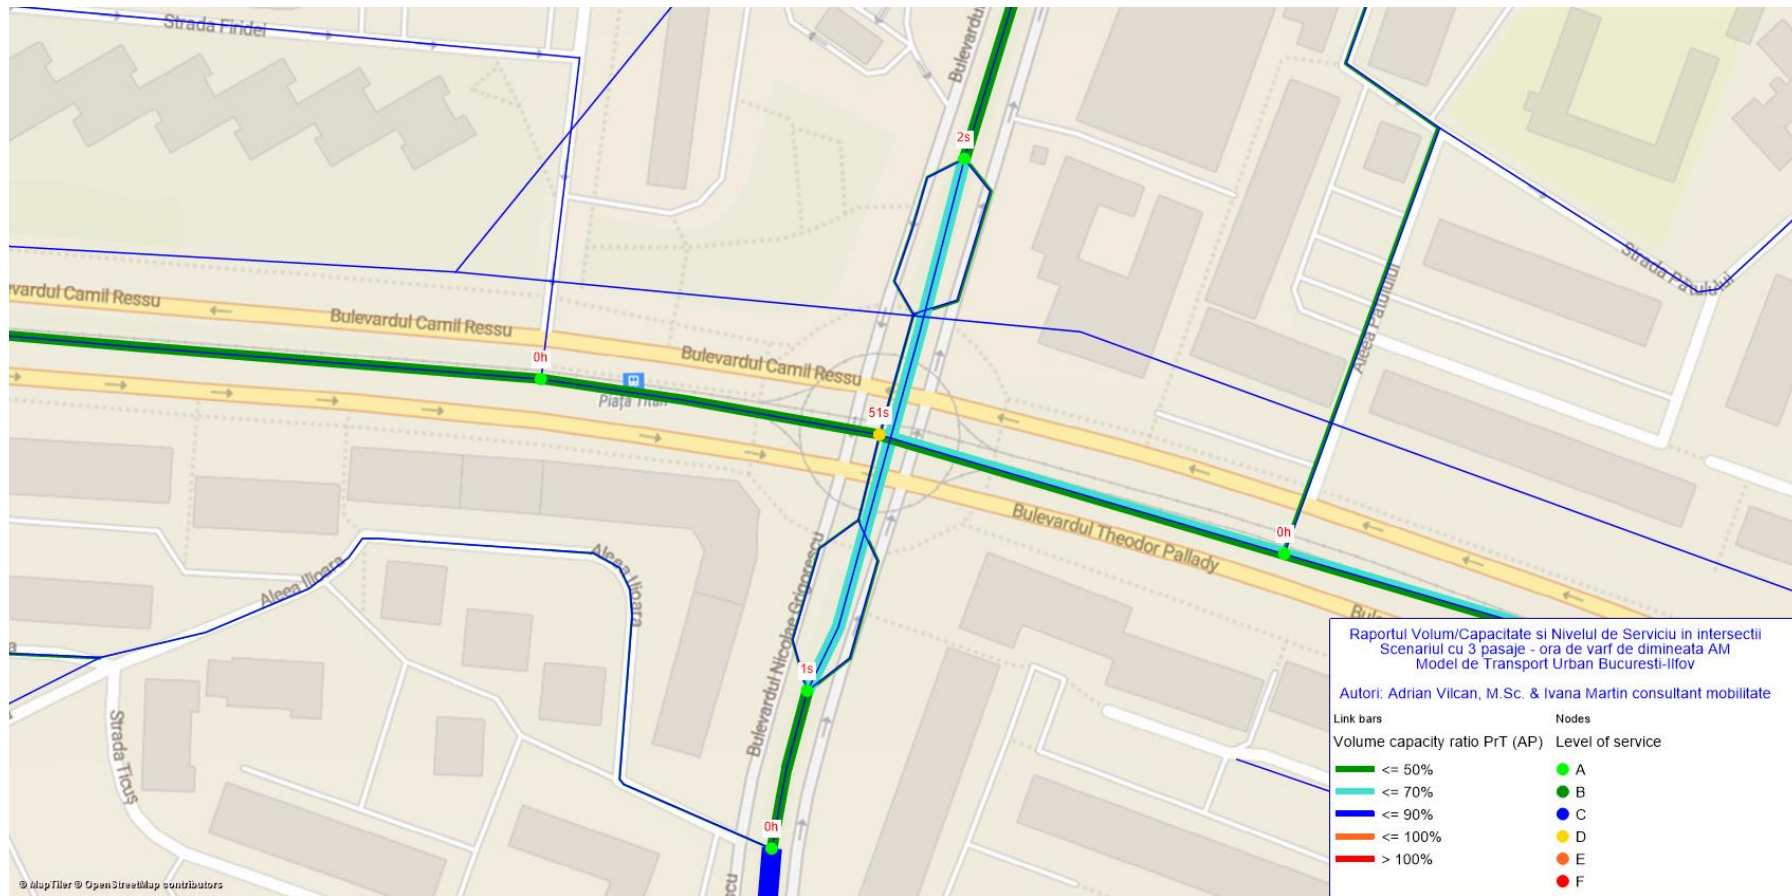 Strada Firidei
Bulevardul
2s
Strada Pătulului
Aleea Pătulului
Bulevardul Camil Ressu
Bulevardul Camil Ressu
0h
Piața Titan
51s
0h
Bulevardul Theodor Pallady
Bulevardul Nicolae Grigorescu
Aleea Ilioara
Aleea Ilioara
1s
Strada Ticuș
0h
Raportul Volum/Capacitate si Nivelul de Serviciu in intersectii
Scenariul cu 3 pasaje - ora de varf de dimineata AM
Model de Transport Urban Bucuresti-Ilfov
Autori: Adrian Vilcan, M.Sc. & Ivana Martin consultant mobilitate
Link bars
Volume capacity ratio PrT (AP)
<= 50%
<= 70%
<= 90%
<= 100%
> 100%
Nodes
Level of service
A
B
C
D
E
F
© MapTiler © OpenStreetMap contributors